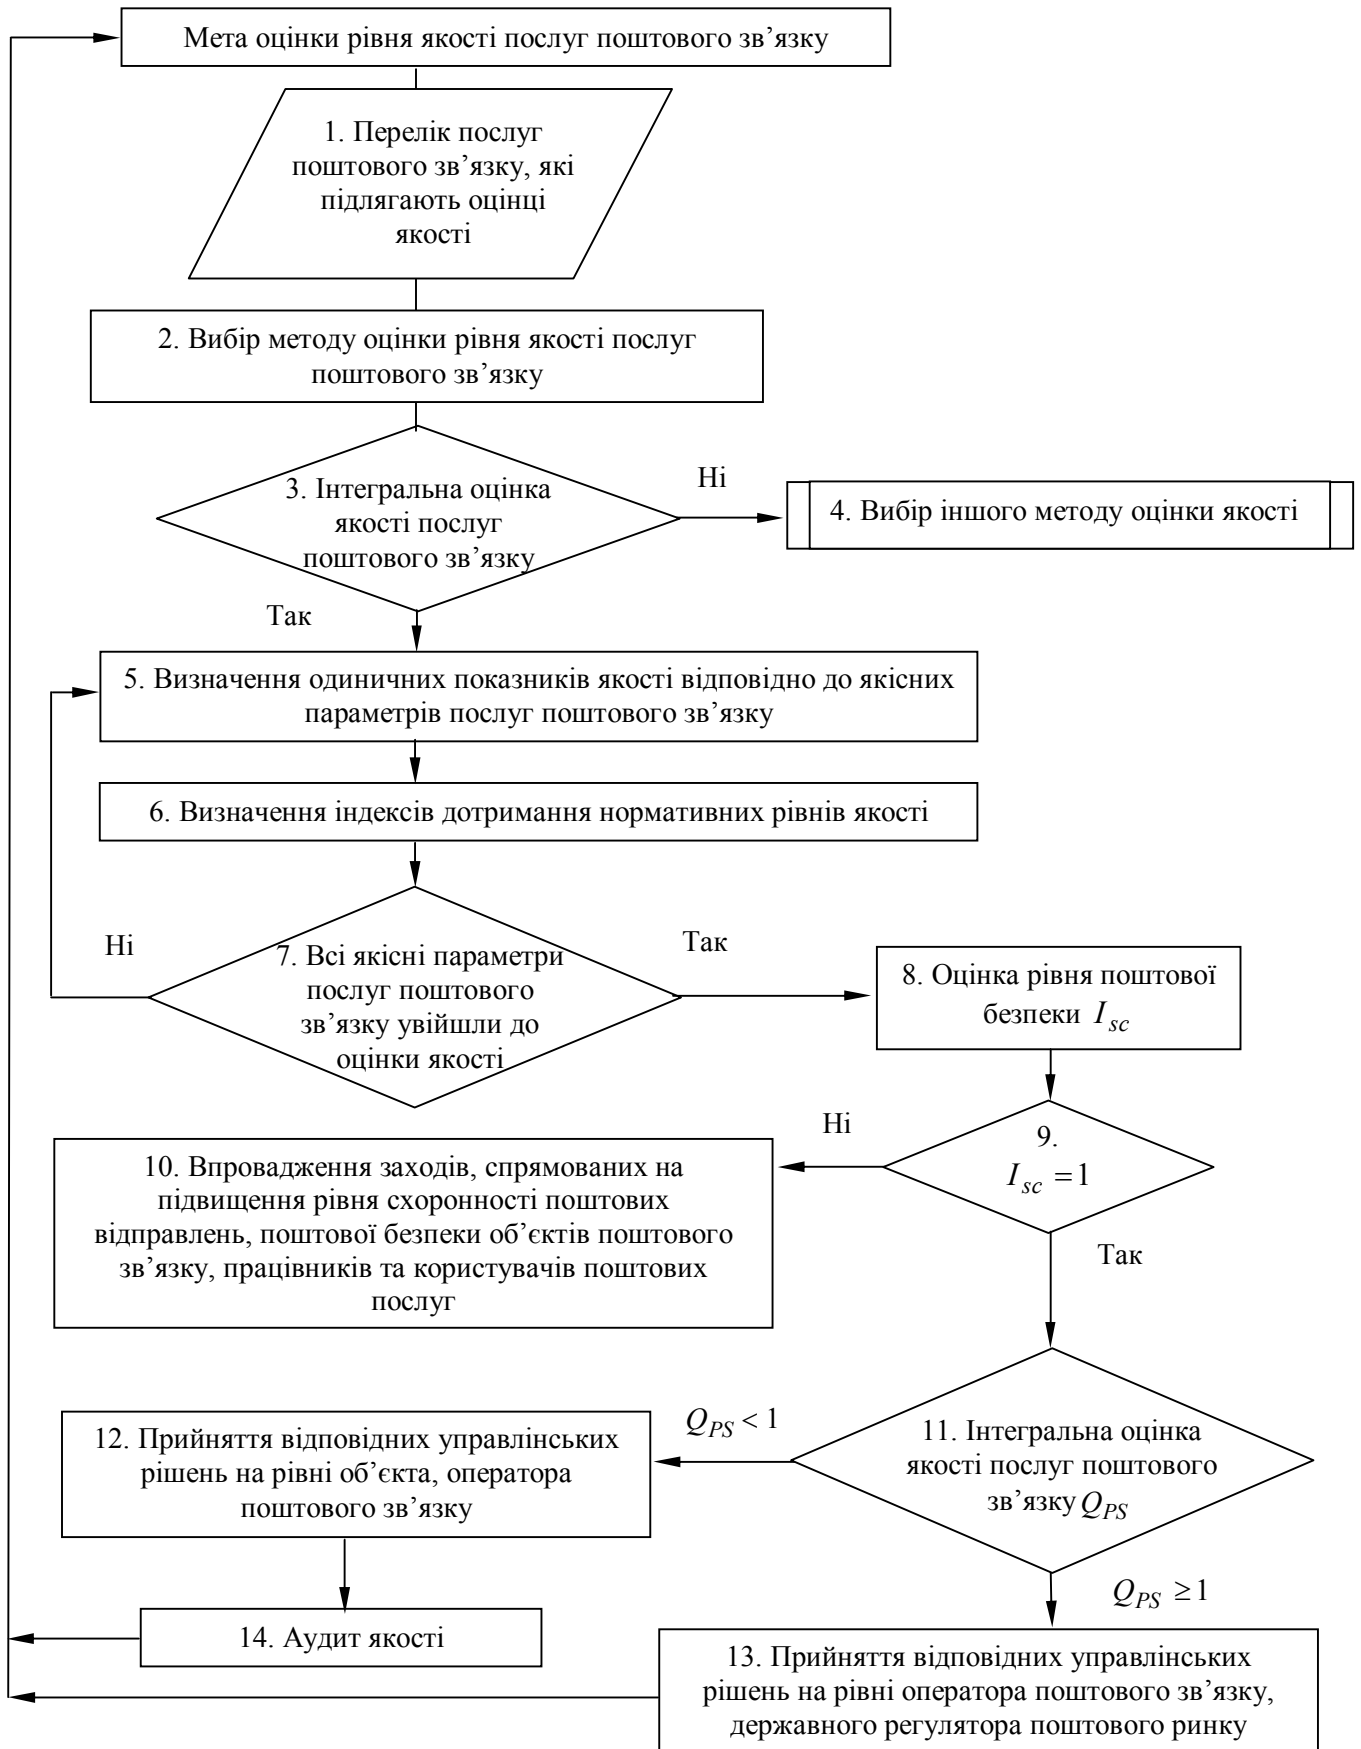 Мета оцінки рівня якості послуг поштового зв’язку
1. Перелік послуг
поштового зв’язку, які
підлягають оцінці
якості
2. Вибір методу оцінки рівня якості послуг
поштового зв’язку
3. Інтегральна оцінка
якості послуг
поштового зв’язку
Ні
4. Вибір іншого методу оцінки якості
Так
5. Визначення одиничних показників якості відповідно до якісних
параметрів послуг поштового зв’язку
6. Визначення індексів дотримання нормативних рівнів якості
Ні
7. Всі якісні параметри
послуг поштового
зв’язку увійшли до
оцінки якості
Так
8. Оцінка рівня поштової
безпеки I_sc
Ні
9.
I_sc = 1
10. Впровадження заходів, спрямованих на
підвищення рівня схоронності поштових
відправлень, поштової безпеки об’єктів поштового
зв’язку, працівників та користувачів поштових
послуг
Так
11. Інтегральна оцінка
якості послуг поштового
зв’язку Q_PS
Q_PS < 1
12. Прийняття відповідних управлінських
рішень на рівні об’єкта, оператора
поштового зв’язку
Q_PS ≥ 1
14. Аудит якості
13. Прийняття відповідних управлінських
рішень на рівні оператора поштового зв’язку,
державного регулятора поштового ринку